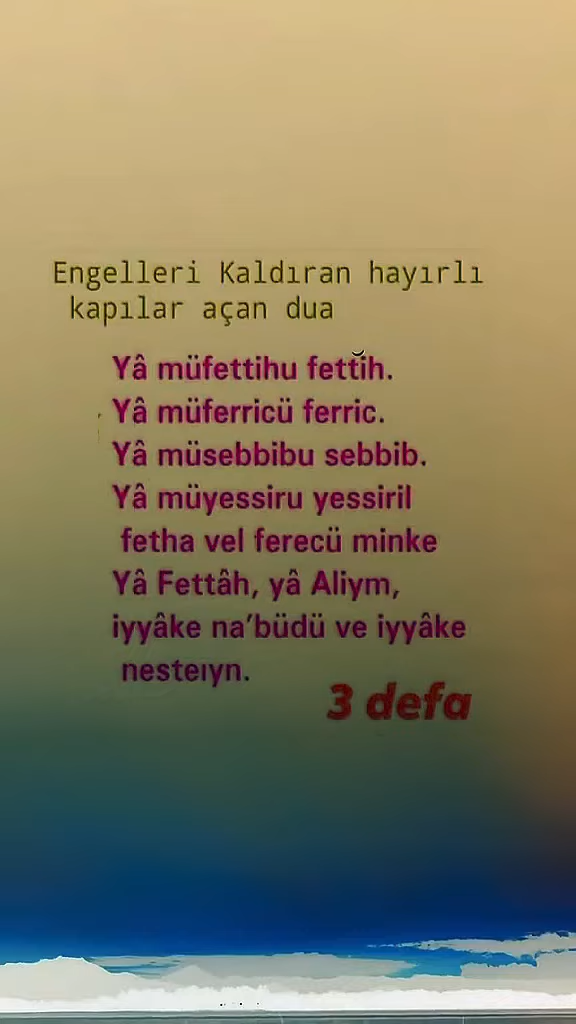 Engelleri Kaldıran hayırlı
kapılar açan dua
Yâ müfettihu fettĭh.
Yâ müferricü ferric.
Yâ müsebbibu sebbib.
Yâ müyessiru yessiril
fetha vel ferecü minke
Yâ Fettâh, yâ Aliym,
iyyâke na’büdü ve iyyâke
nesteıyn.
3 defa